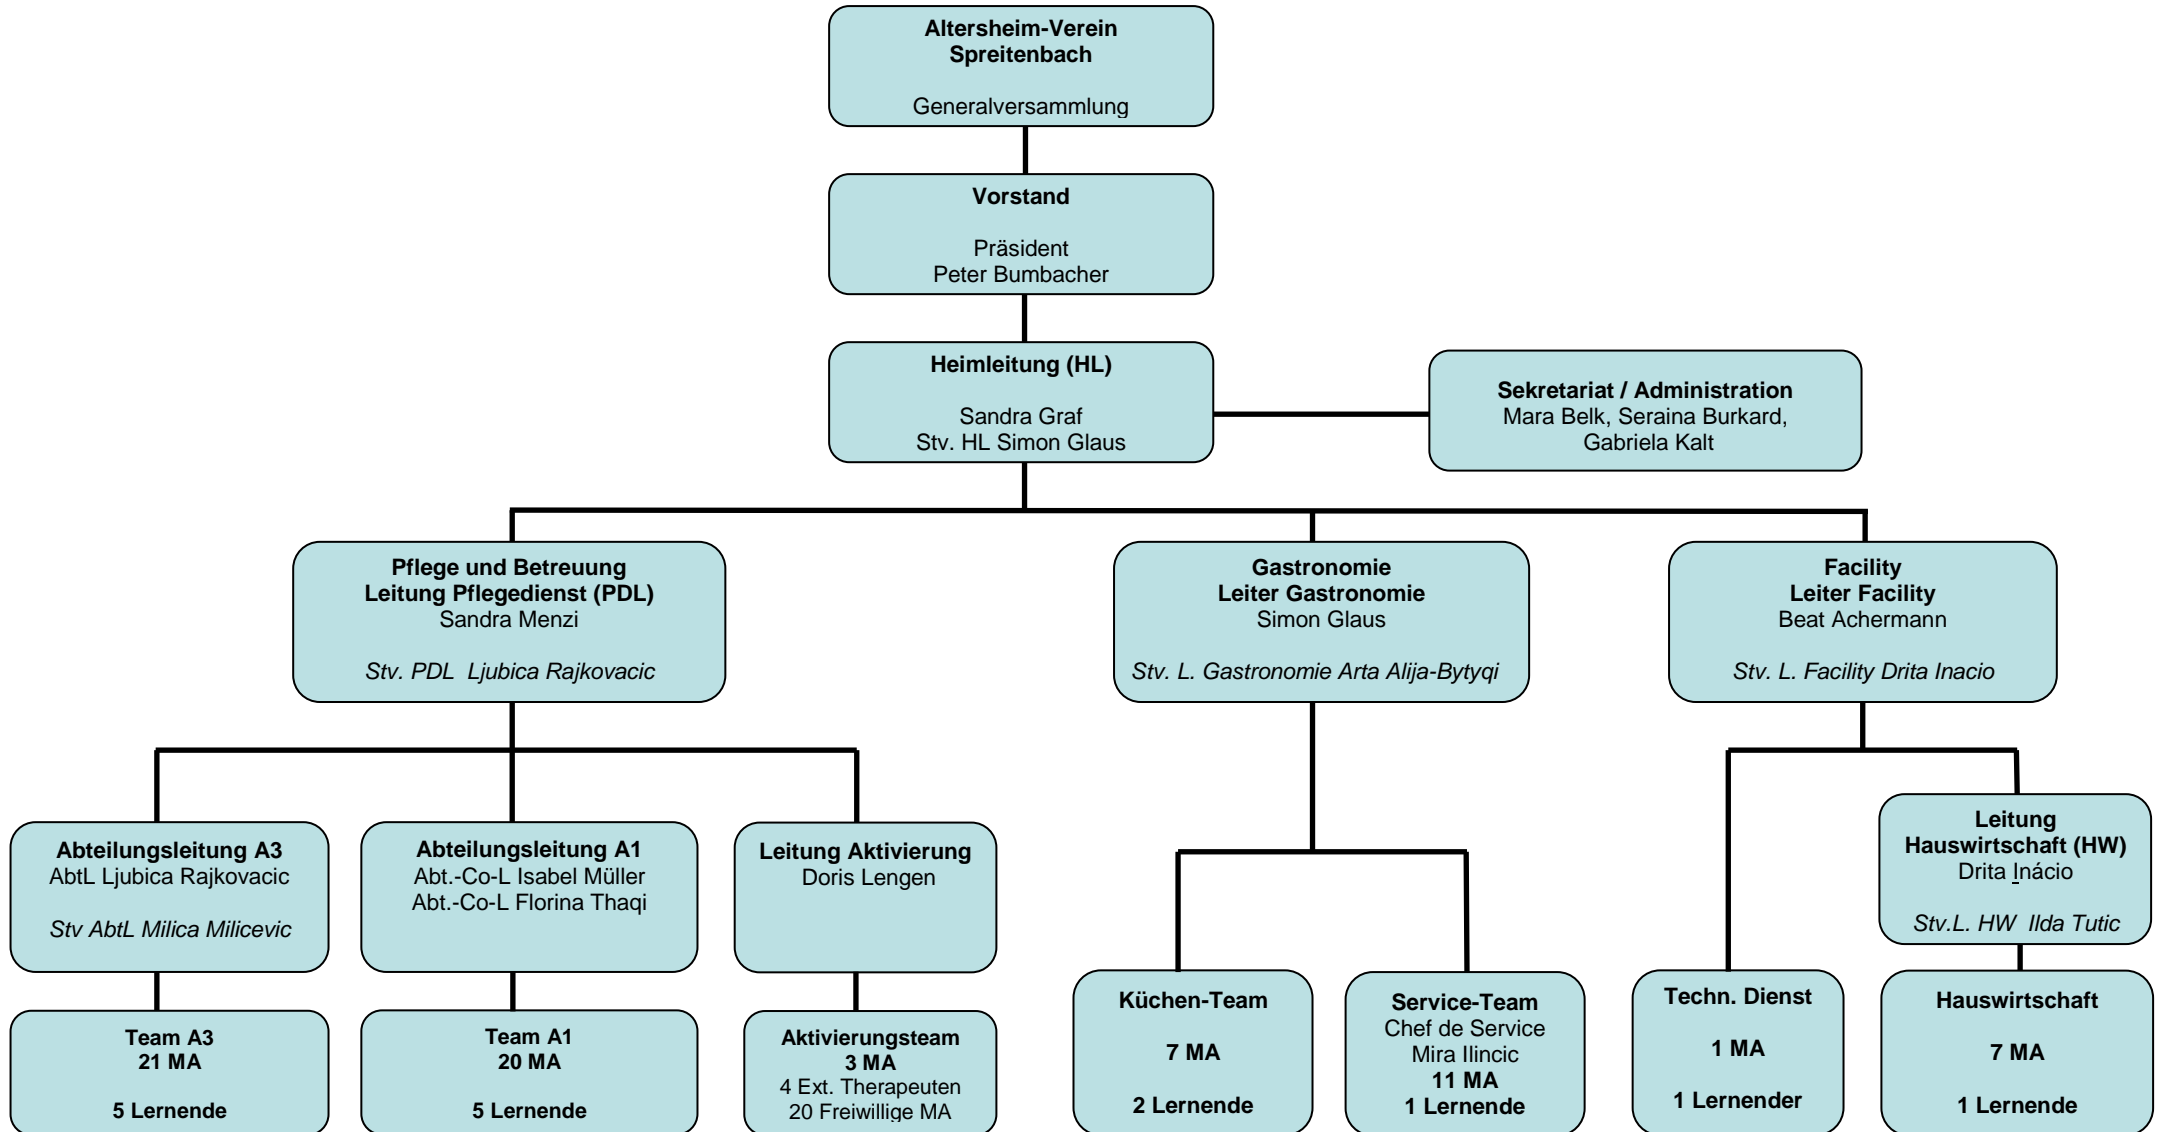 Altersheim-Verein
Spreitenbach
Generalversammlung
Vorstand
Präsident
Peter Bumbacher
Heimleitung (HL)
Sandra Graf
Stv. HL Simon Glaus
Sekretariat / Administration
Mara Belk, Seraina Burkard,
Gabriela Kalt
Pflege und Betreuung
Leitung Pflegedienst (PDL)
Sandra Menzi
Stv. PDL Ljubica Rajkovacic
Gastronomie
Leiter Gastronomie
Simon Glaus
Stv. L. Gastronomie Arta Alija-Bytyqi
Facility
Leiter Facility
Beat Achermann
Stv. L. Facility Drita Inacio
Abteilungsleitung A3
AbtL Ljubica Rajkovacic
Stv AbtL Milica Milicevic
Abteilungsleitung A1
Abt.-Co-L Isabel Müller
Abt.-Co-L Florina Thaqi
Leitung Aktivierung
Doris Lengen
Leitung
Hauswirtschaft (HW)
Drita Inácio
Stv.L. HW Ilda Tutic
Team A3
21 MA
5 Lernende
Team A1
20 MA
5 Lernende
Aktivierungsteam
3 MA
4 Ext. Therapeuten
20 Freiwillige MA
Küchen-Team
7 MA
2 Lernende
Service-Team
Chef de Service
Mira Ilincic
11 MA
1 Lernende
Techn. Dienst
1 MA
1 Lernender
Hauswirtschaft
7 MA
1 Lernende